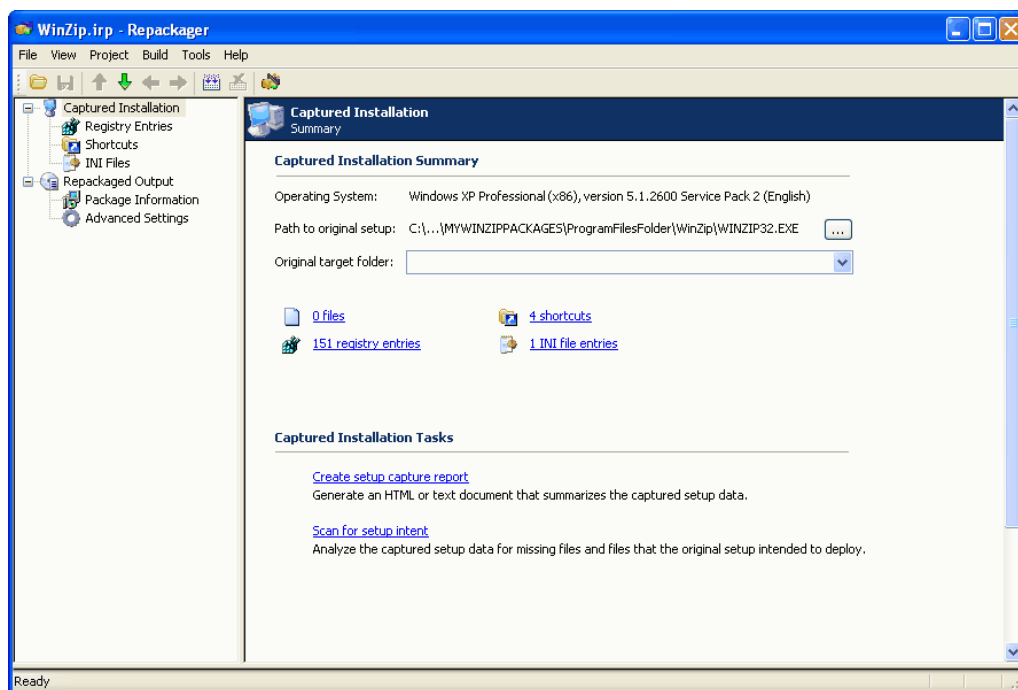 WinZip.irp - Repackager
File View Project Build Tools Help
Captured Installation
Registry Entries
Shortcuts
INI Files
Repackaged Output
Package Information
Advanced Settings
Captured Installation
Summary
Captured Installation Summary
Operating System: Windows XP Professional (x86), version 5.1.2600 Service Pack 2 (English)
Path to original setup: C:\...\MYWINZIPPACKAGES\ProgramFilesFolder\WinZip\WINZIP32.EXE ...
Original target folder:
0 files 4 shortcuts
151 registry entries 1 INI file entries
Captured Installation Tasks
Create setup capture report
Generate an HTML or text document that summarizes the captured setup data.
Scan for setup intent
Analyze the captured setup data for missing files and files that the original setup intended to deploy.
Ready